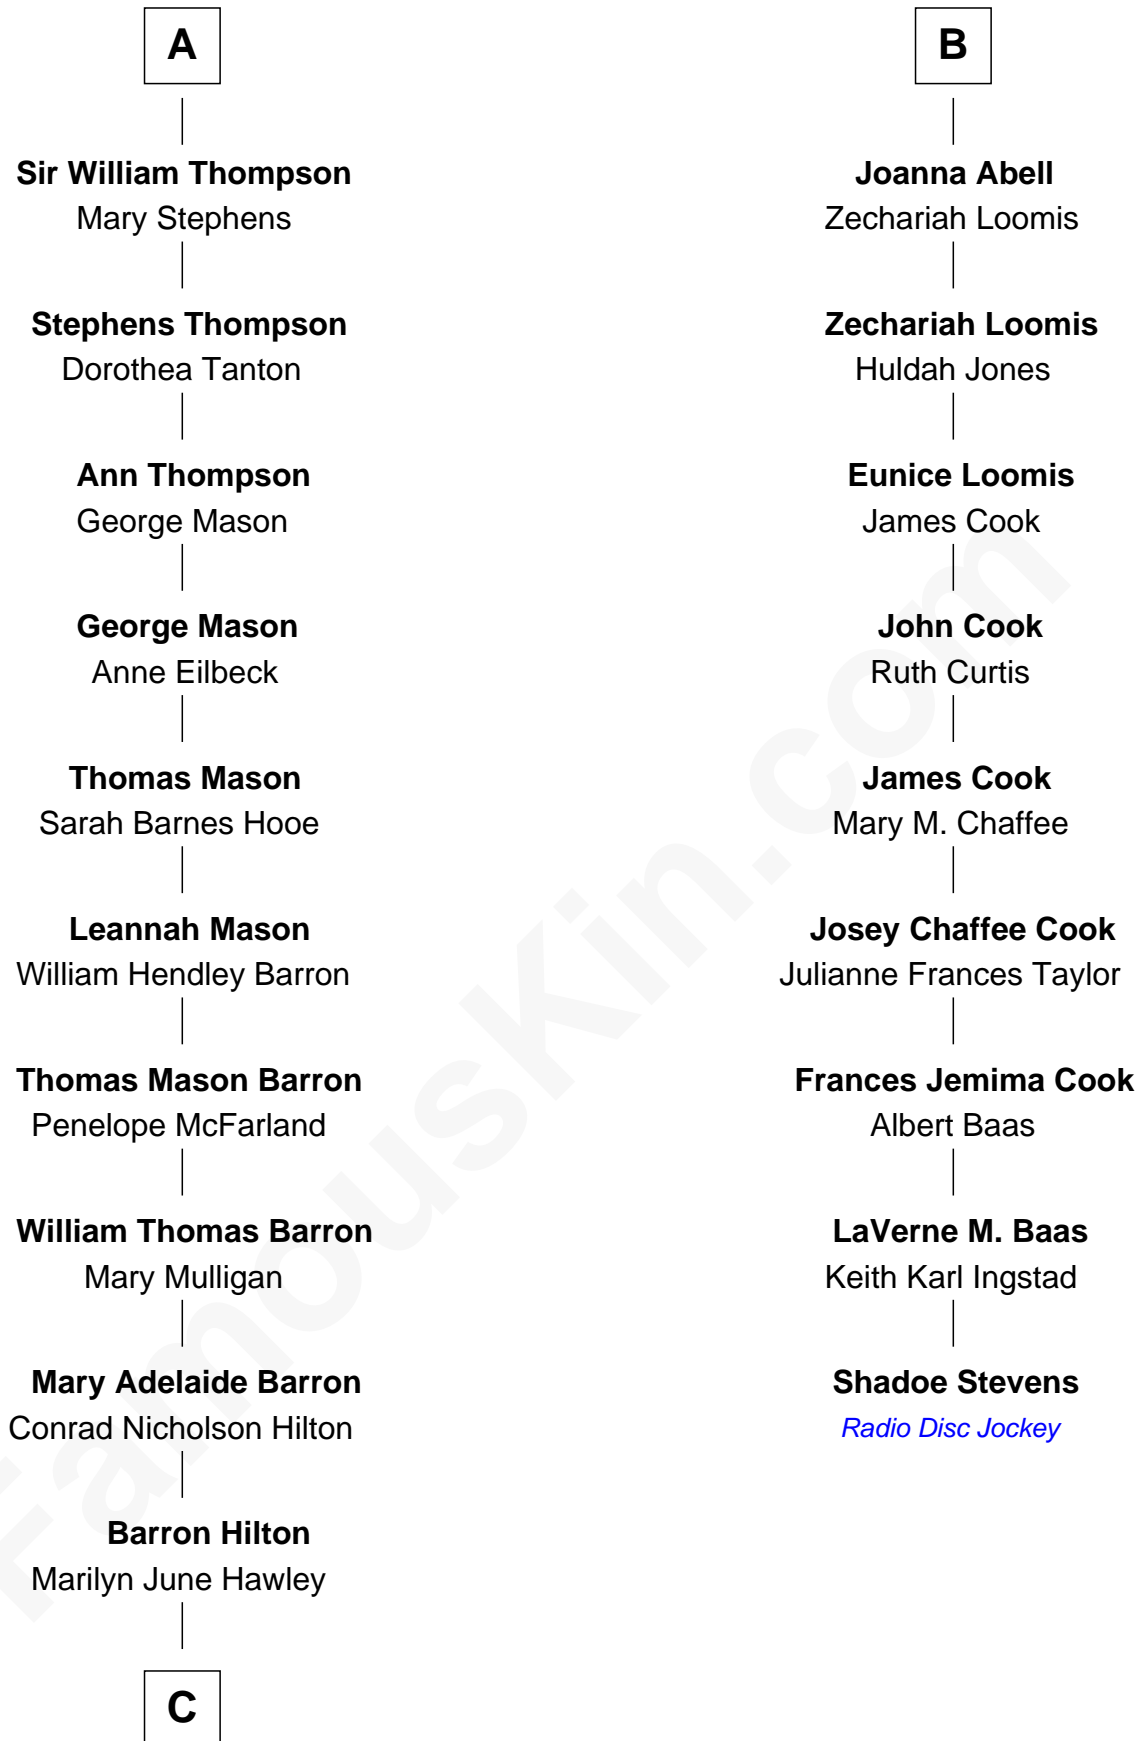 A
Sir William Thompson
Mary Stephens
Stephens Thompson
Dorothea Tanton
Ann Thompson
George Mason
George Mason
Anne Eilbeck
Thomas Mason
Sarah Barnes Hooe
Leannah Mason
William Hendley Barron
Thomas Mason Barron
Penelope McFarland
William Thomas Barron
Mary Mulligan
Mary Adelaide Barron
Conrad Nicholson Hilton
Barron Hilton
Marilyn June Hawley
C
B
Joanna Abell
Zechariah Loomis
Zechariah Loomis
Huldah Jones
Eunice Loomis
James Cook
John Cook
Ruth Curtis
James Cook
Mary M. Chaffee
Josey Chaffee Cook
Julianne Frances Taylor
Frances Jemima Cook
Albert Baas
LaVerne M. Baas
Keith Karl Ingstad
Shadoe Stevens
Radio Disc Jockey
FamousKin.com